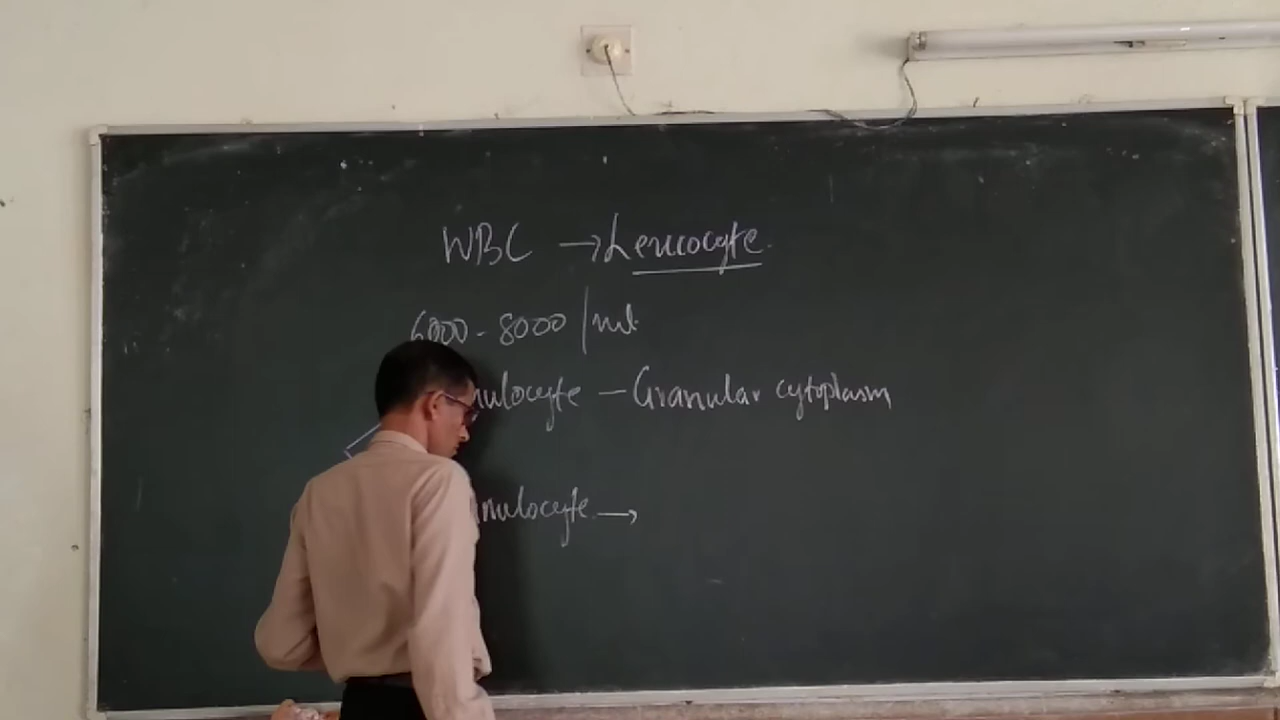 WBC → Leucocyte.
6000 - 8000 / ml.
nulocyte - Granular cytoplasm
nulocyte →